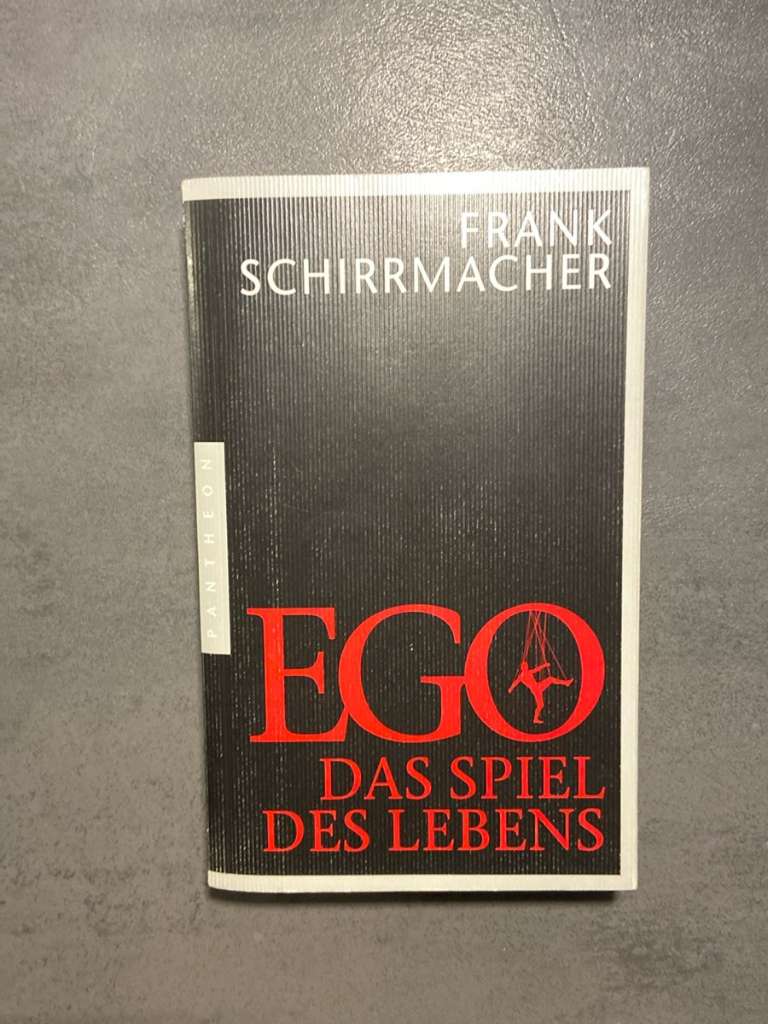 FRANK
SCHIRRMACHER
PANTHEON
EGO
DAS SPIEL
DES LEBENS